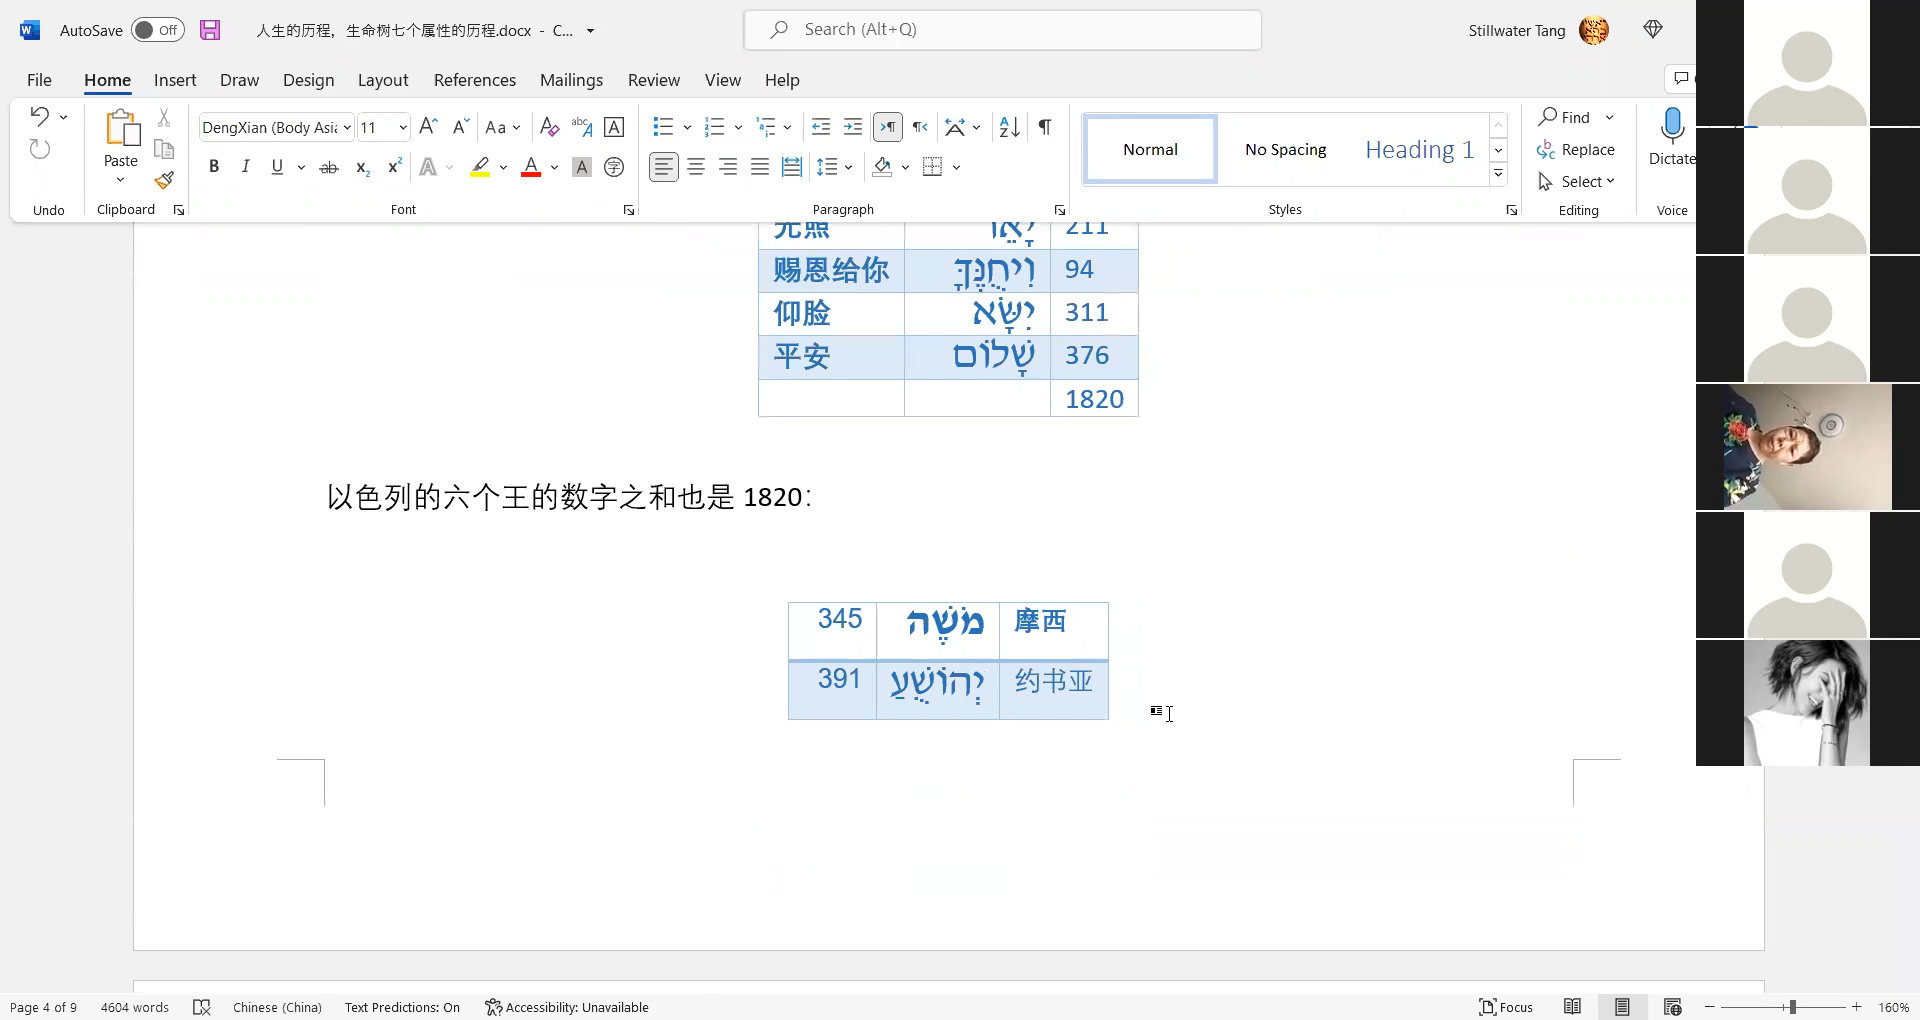 AutoSave Off 人生的历程，生命树七个属性的历程.docx - C... Search (Alt+Q) Stillwater Tang
File Home Insert Draw Design Layout References Mailings Review View Help
Undo
Paste
Clipboard
DengXian (Body Asia 11
Font
Paragraph
Normal No Spacing Heading 1
Styles
Find
Replace
Select
Editing
Dictate
Voice
光照 211
赐恩给你 וִיחֻנֶּךָּ 94
仰脸 יִשָּׂא 311
平安 שָׁלוֹם 376
1820
以色列的六个王的数字之和也是 1820：
345 מֹשֶׁה 摩西
391 יְהוֹשֻׁעַ 约书亚
Page 4 of 9 4604 words Chinese (China) Text Predictions: On Accessibility: Unavailable Focus 160%